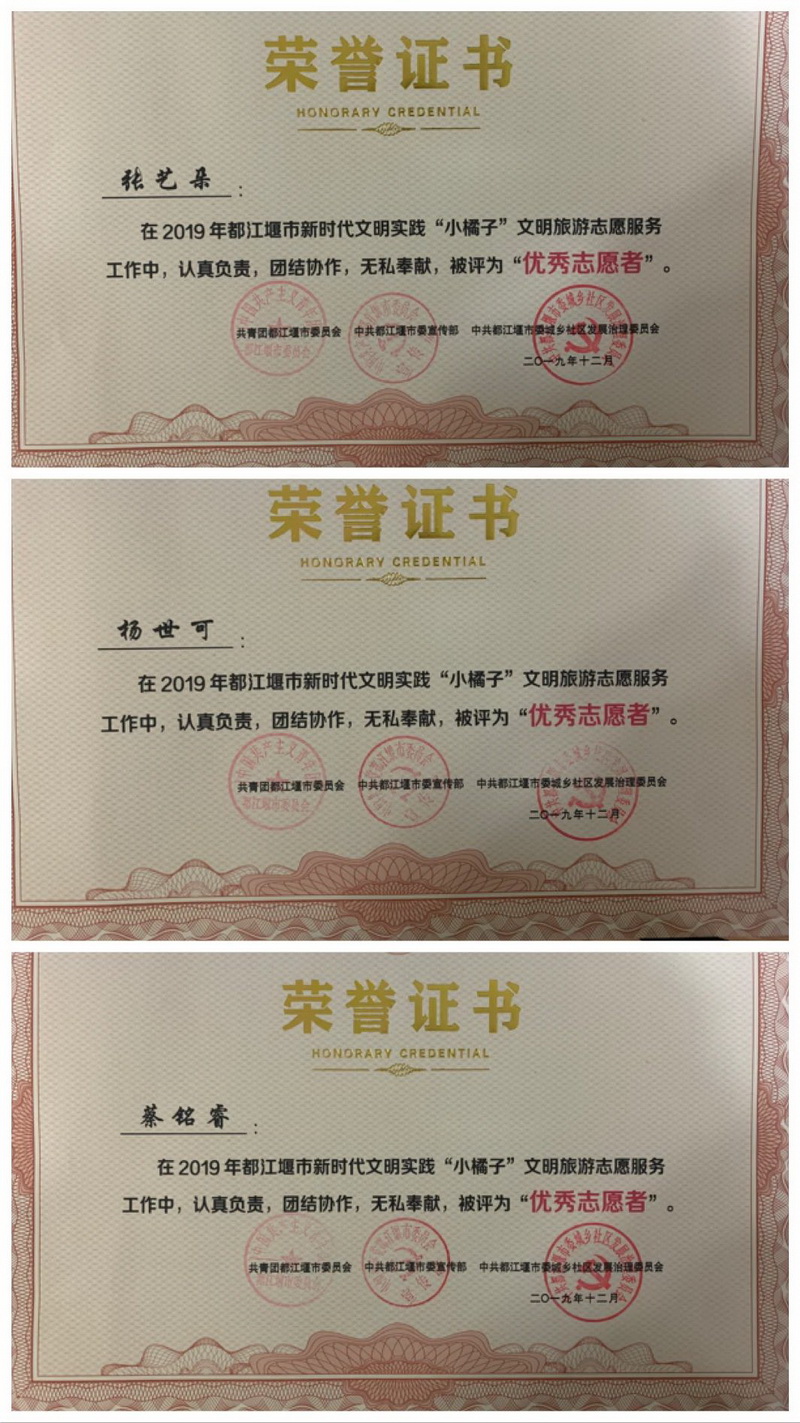 荣誉证书
HONORARY CREDENTIAL
张艺朵：
在2019年都江堰市新时代文明实践“小橘子”文明旅游志愿服务
工作中，认真负责，团结协作，无私奉献，被评为“优秀志愿者”。
共青团都江堰市委员会 中共都江堰市委宣传部 中共都江堰市委城乡社区发展治理委员会
二〇一九年十二月
荣誉证书
HONORARY CREDENTIAL
杨世可：
在2019年都江堰市新时代文明实践“小橘子”文明旅游志愿服务
工作中，认真负责，团结协作，无私奉献，被评为“优秀志愿者”。
共青团都江堰市委员会 中共都江堰市委宣传部 中共都江堰市委城乡社区发展治理委员会
二〇一九年十二月
荣誉证书
HONORARY CREDENTIAL
蔡铭睿：
在2019年都江堰市新时代文明实践“小橘子”文明旅游志愿服务
工作中，认真负责，团结协作，无私奉献，被评为“优秀志愿者”。
共青团都江堰市委员会 中共都江堰市委宣传部 中共都江堰市委城乡社区发展治理委员会
二〇一九年十二月